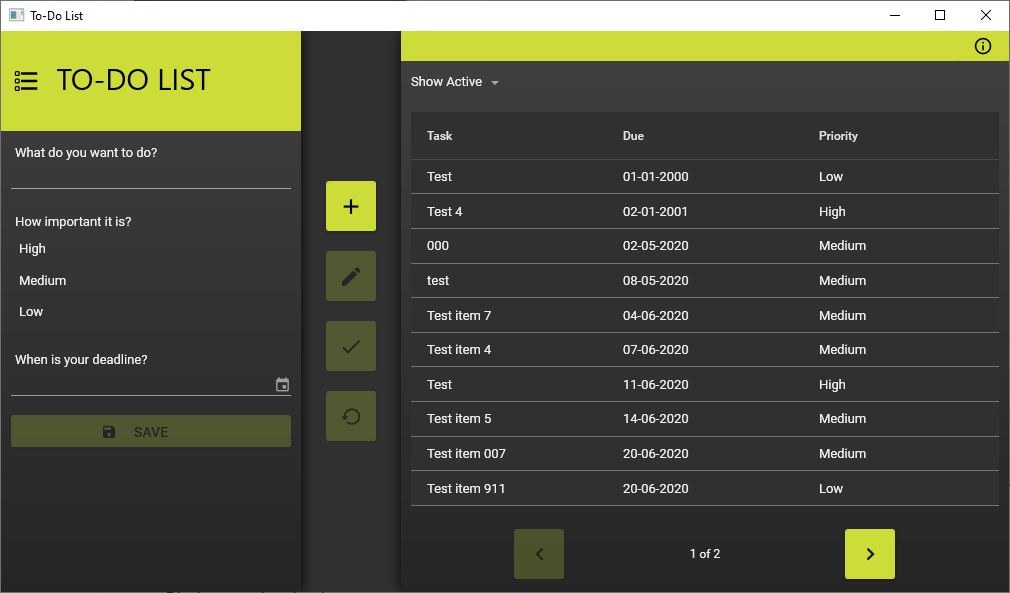 To-Do List
TO-DO LIST
What do you want to do?
How important it is?
High
Medium
Low
When is your deadline?
SAVE
Show Active
Task Due Priority
Test 01-01-2000 Low
Test 4 02-01-2001 High
000 02-05-2020 Medium
test 08-05-2020 Medium
Test item 7 04-06-2020 Medium
Test item 4 07-06-2020 Medium
Test 11-06-2020 High
Test item 5 14-06-2020 Medium
Test item 007 20-06-2020 Medium
Test item 911 20-06-2020 Low
1 of 2